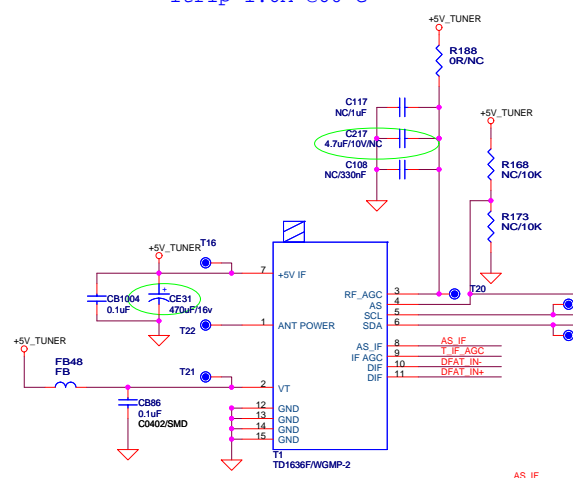 +5V_TUNER
R188
0R/NC
C117
NC/1uF
C217
4.7uF/10V/NC
C108
NC/330nF
+5V_TUNER
R168
NC/10K
R173
NC/10K
+5V_TUNER
T16
7
+5V IF
CB1004
0.1uF
+
CE31
470uF/16v
T22
1
ANT POWER
RF_AGC
3
T20
AS
4
SCL
5
SDA
6
+5V_TUNER
FB48
FB
T21
2
VT
AS_IF
8
AS_IF
IF AGC
9
T_IF_AGC
DIF
10
DFAT_IN-
DIF
11
DFAT_IN+
CB86
0.1uF
C0402/SMD
12
GND
13
GND
14
GND
15
GND
T1
TD1636F/WGMP-2
AS_IF